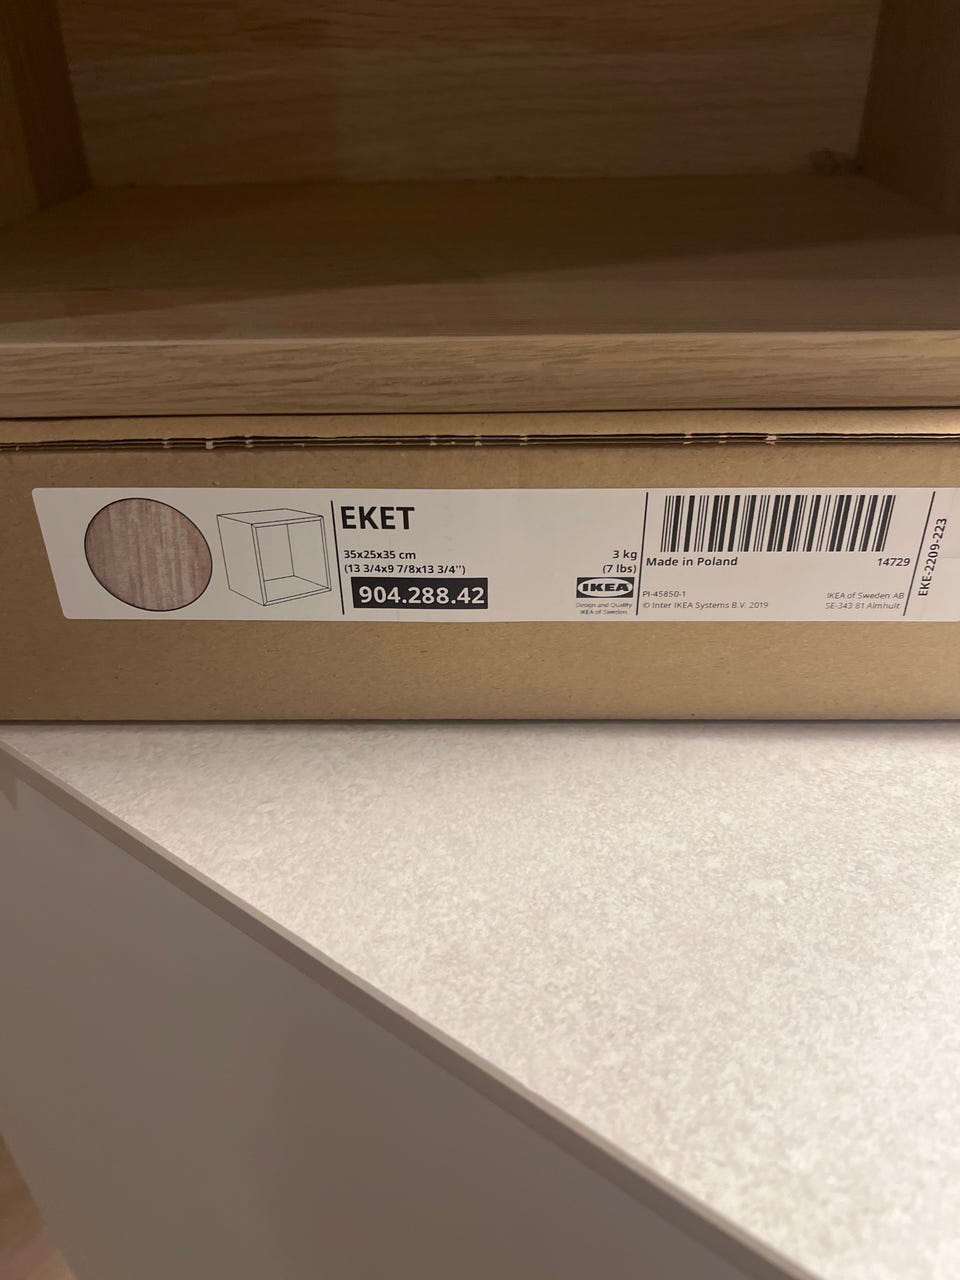 EKET
35x25x35 cm
(13 3/4x9 7/8x13 3/4'')
904.288.42
3 kg
(7 lbs)
IKEA
Design and Quality
IKEA of Sweden
Made in Poland
14729
PI-45850-1
© Inter IKEA Systems B.V. 2019
IKEA of Sweden AB
SE-343 81 Älmhult
EKE-2209-223